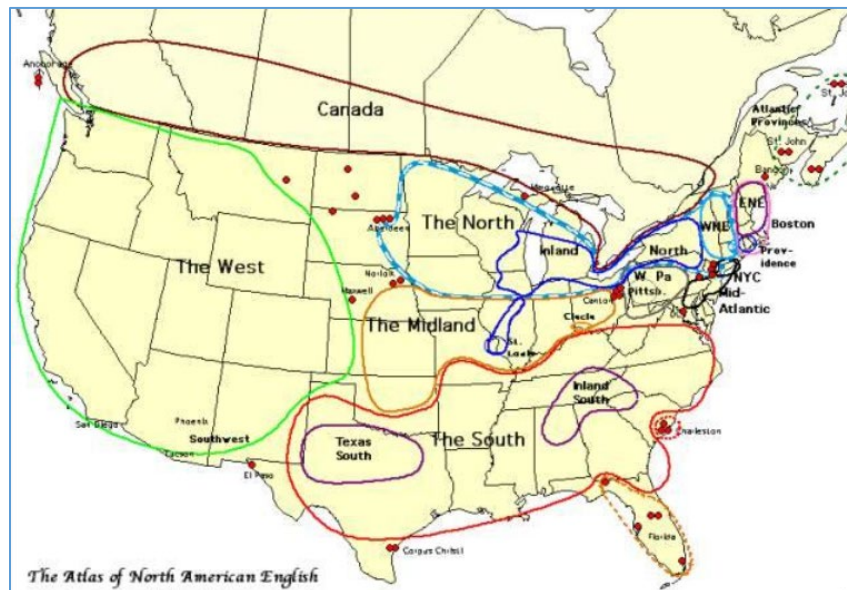 Anchorage
Canada
Atlantic
Provinces
St. John
Bangor
ENE
Boston
WNE
Prov-
idence
The North
Inland
North
Aberdeen
The West
Norfolk
Maxwell
W. Pa
Pittsb.
NYC
Mid-
Atlantic
Canton
The Midland
St.
Louis
Inland
South
Charleston
The South
Texas
South
San Diego
Phoenix
Southwest
Tucson
El Paso
Corpus Christi
Florida
The Atlas of North American English